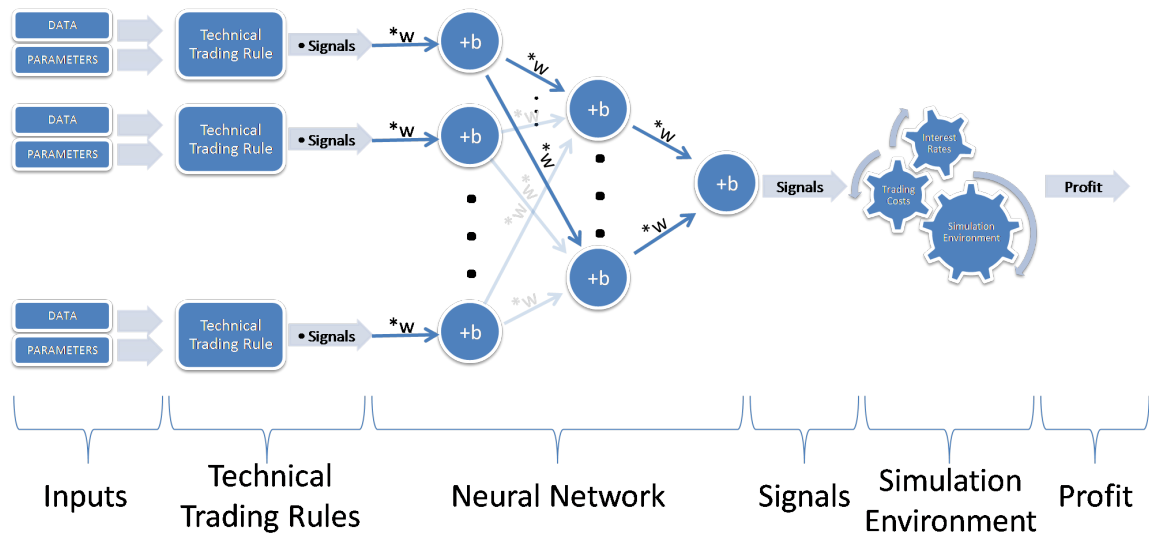 DATA
PARAMETERS
Technical
Trading Rule
• Signals
*w
+b
*w
*w
+b
DATA
PARAMETERS
Technical
Trading Rule
• Signals
*w
+b
*w
*w
*w
+b
*w
Signals
Interest
Rates
Trading
Costs
Simulation
Environment
Profit
*w
+b
DATA
PARAMETERS
Technical
Trading Rule
• Signals
*w
+b
*w
Inputs
Technical
Trading Rules
Neural Network
Signals
Simulation
Environment
Profit